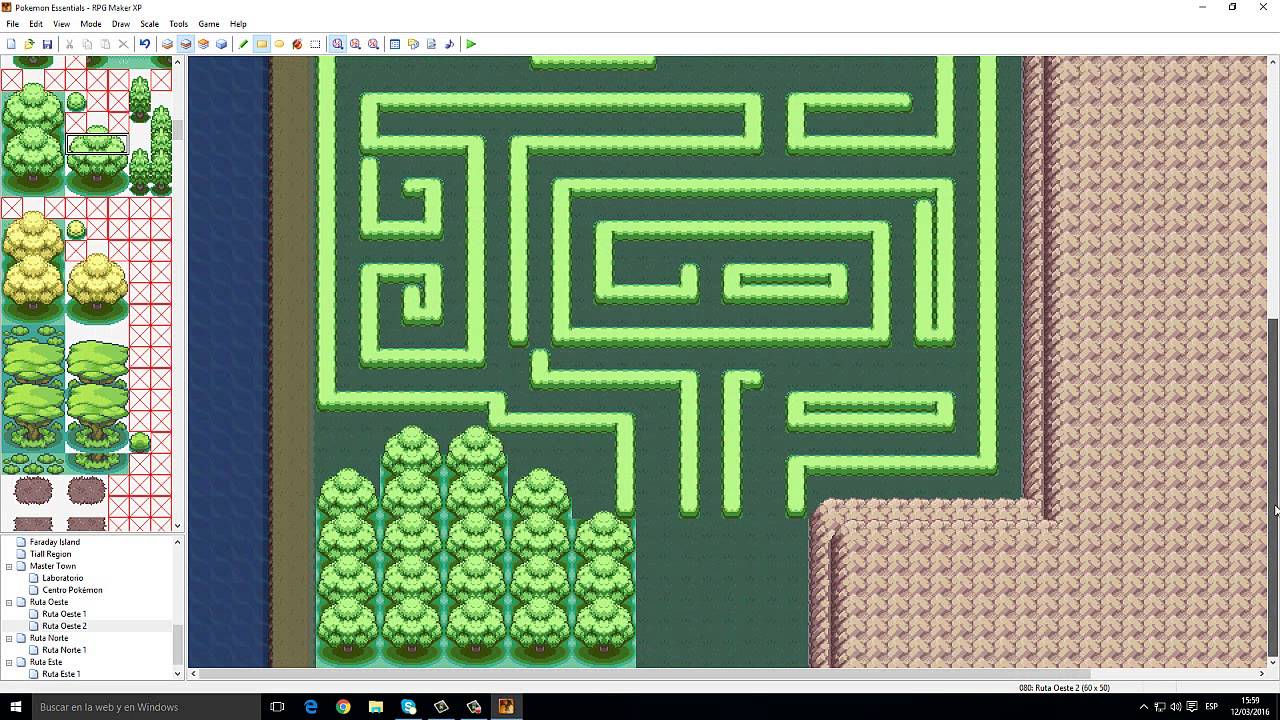 Pokemon Essentials - RPG Maker XP
File Edit View Mode Draw Scale Tools Game Help
Faraday Island
Tiall Region
Master Town
Laboratorio
Centro Pokémon
Ruta Oeste
Ruta Oeste 1
Ruta Oeste 2
Ruta Norte
Ruta Norte 1
Ruta Este
Ruta Este 1
080: Ruta Oeste 2 (60 x 50)
Buscar en la web y en Windows
ESP
15:59
12/03/2016